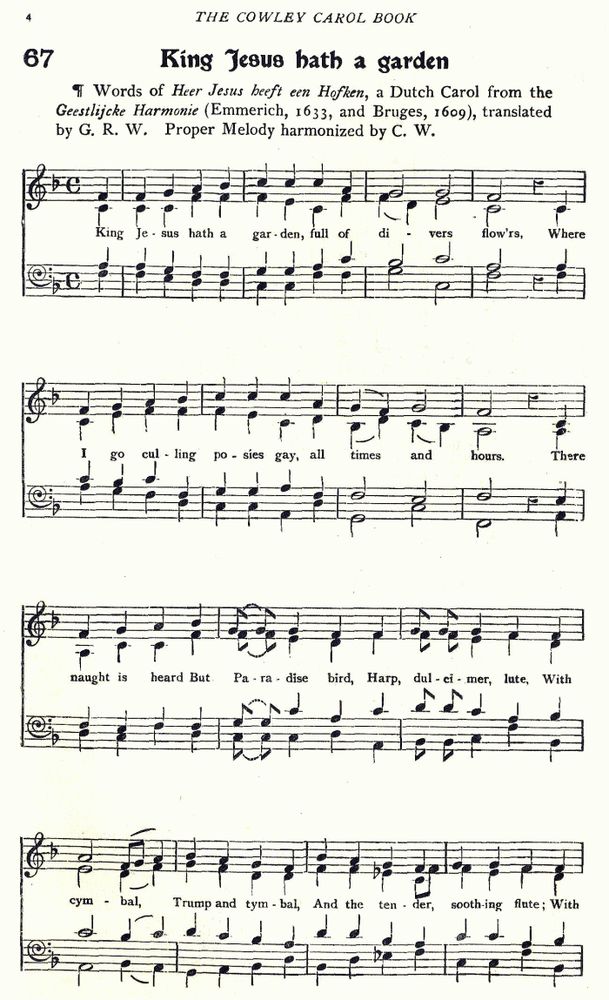 4 THE COWLEY CAROL BOOK
67 King Jesus hath a garden
¶ Words of Heer Jesus heeft een Hofken, a Dutch Carol from the
Geestlijcke Harmonie (Emmerich, 1633, and Bruges, 1609), translated
by G. R. W. Proper Melody harmonized by C. W.
King Je - sus hath a gar - den, full of di - vers flow'rs, Where
I go cul - ling po - sies gay, all times and hours. There
naught is heard But Pa - ra - dise bird, Harp, dul - ci - mer, lute, With
cym - bal, Trump and tym - bal, And the ten - der, sooth-ing flute; With